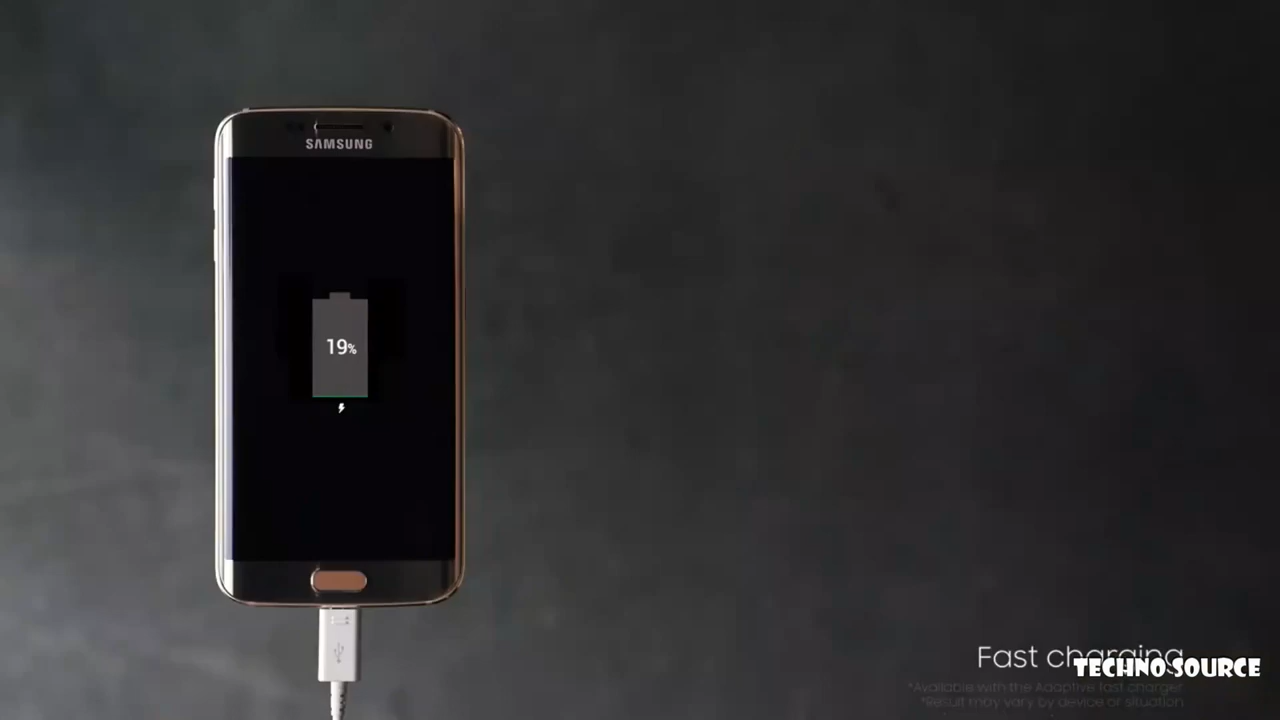 SAMSUNG
19%
Fast charging
TECHNO SOURCE
*Available with the Adaptive fast charger
*Result may vary by device or situation